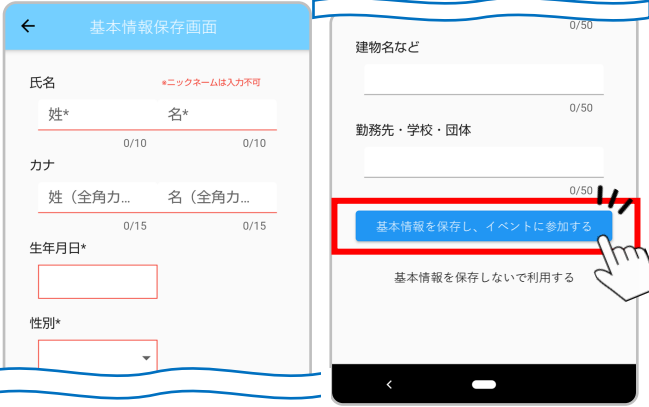 基本情報保存画面
氏名 *ニックネームは入力不可
姓* 名*
0/10 0/10
カナ
姓（全角カ... 名（全角カ...
0/15 0/15
生年月日*
性別*
0/50
建物名など
0/50
勤務先・学校・団体
0/50
基本情報を保存し、イベントに参加する
基本情報を保存しないで利用する